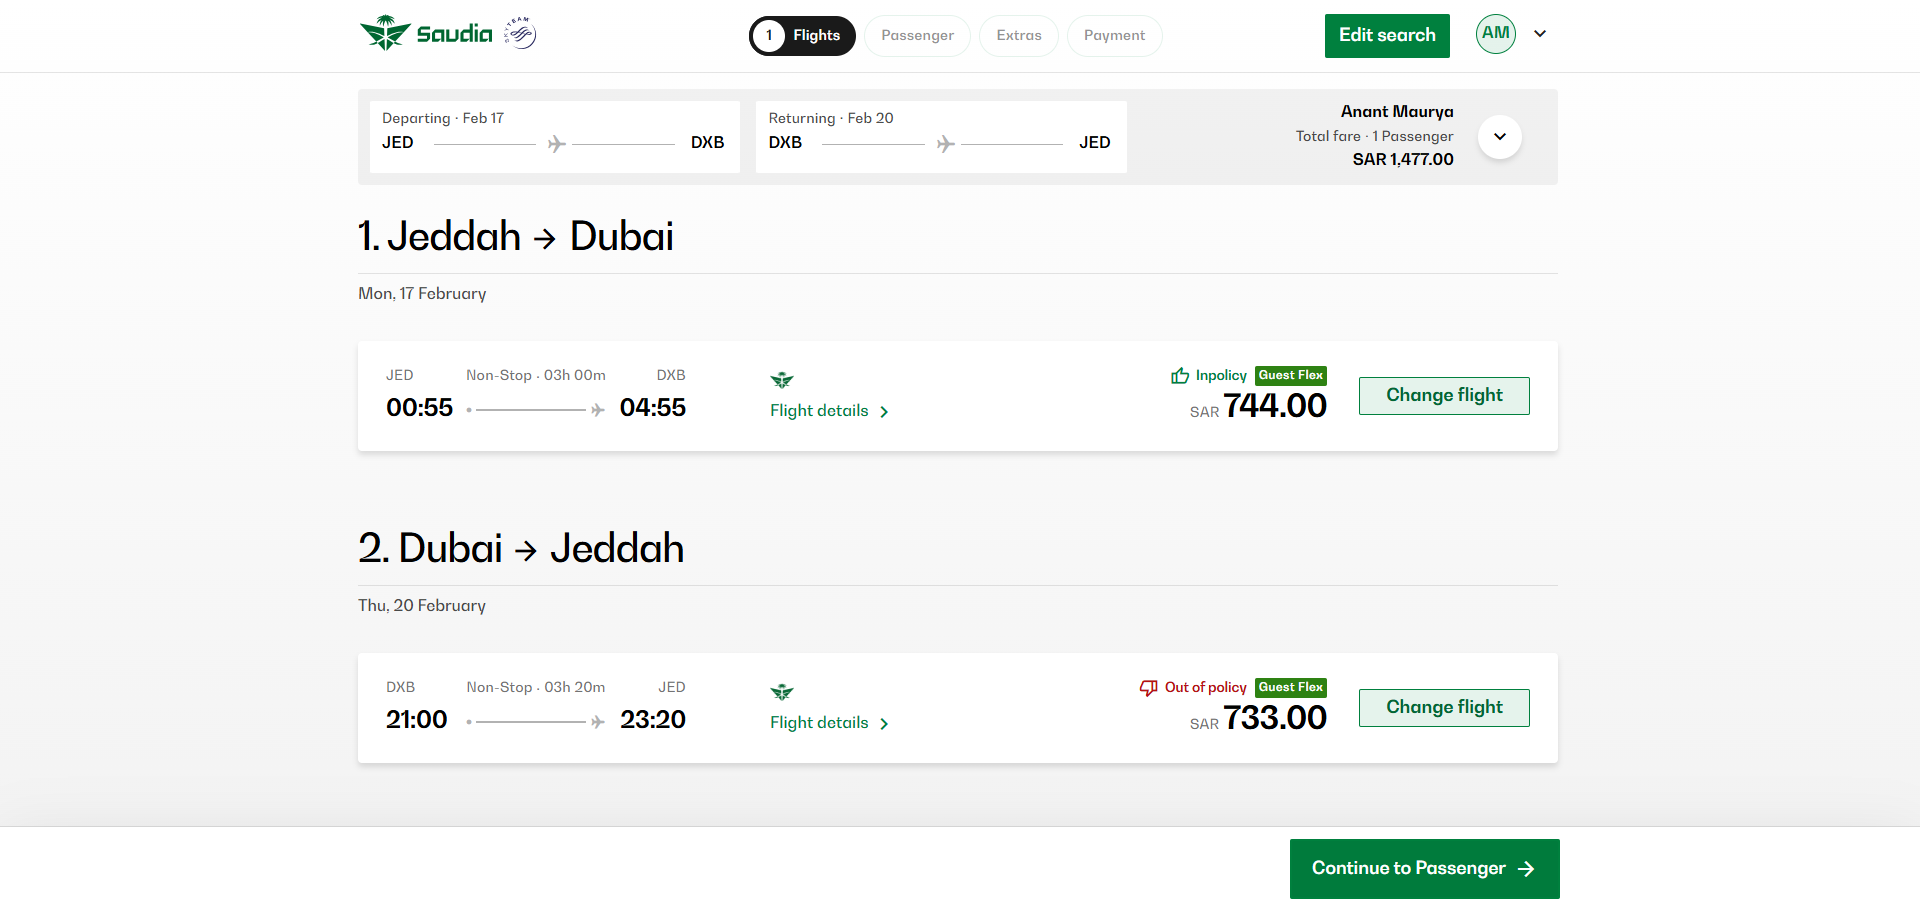 Saudia
SKYTEAM
1 Flights
Passenger
Extras
Payment
Edit search
AM
Departing · Feb 17
JED DXB
Returning · Feb 20
DXB JED
Anant Maurya
Total fare · 1 Passenger
SAR 1,477.00
1. Jeddah → Dubai
Mon, 17 February
JED Non-Stop · 03h 00m DXB
00:55 04:55
Flight details
Inpolicy Guest Flex
SAR 744.00
Change flight
2. Dubai → Jeddah
Thu, 20 February
DXB Non-Stop · 03h 20m JED
21:00 23:20
Flight details
Out of policy Guest Flex
SAR 733.00
Change flight
Continue to Passenger →